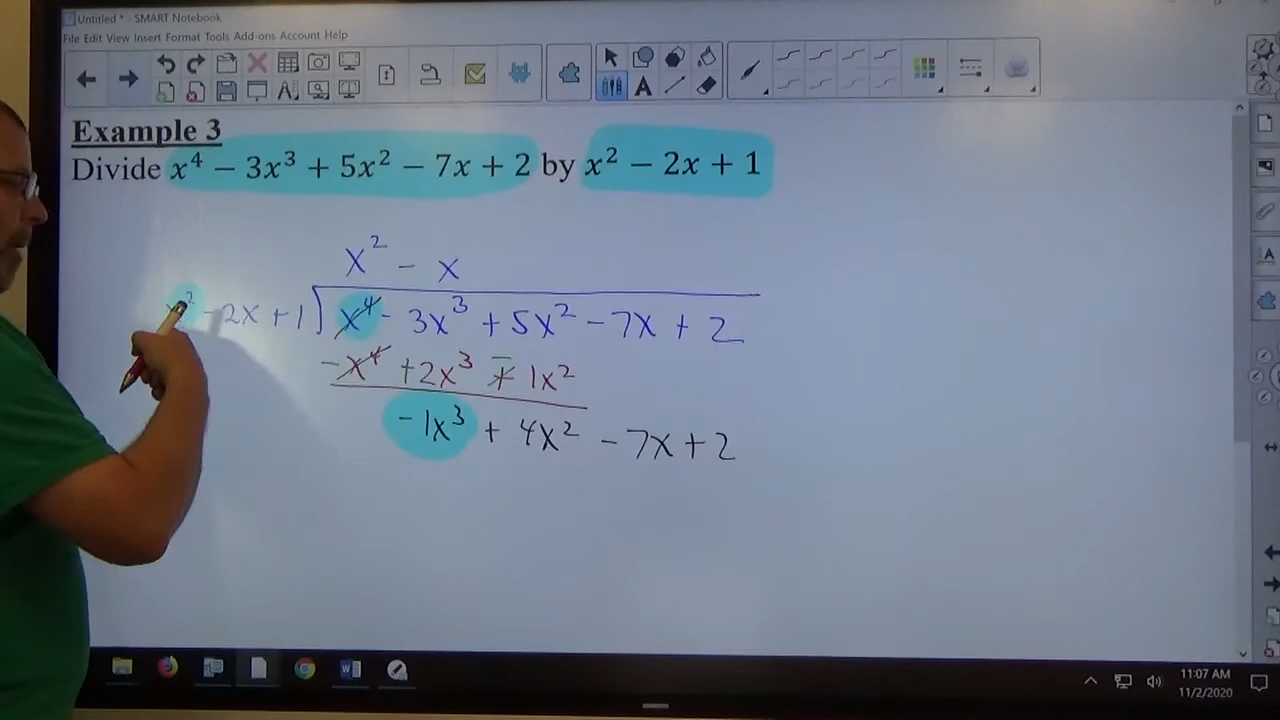 Untitled * - SMART Notebook
File Edit View Insert Format Tools Add-ons Account Help
Example 3
Divide x⁴ − 3x³ + 5x² − 7x + 2 by x² − 2x + 1
x² - x
x² - 2x + 1 ) x⁴ - 3x³ + 5x² - 7x + 2
-x⁴ + 2x³ - 1x²
-1x³ + 4x² - 7x + 2
11:07 AM
11/2/2020